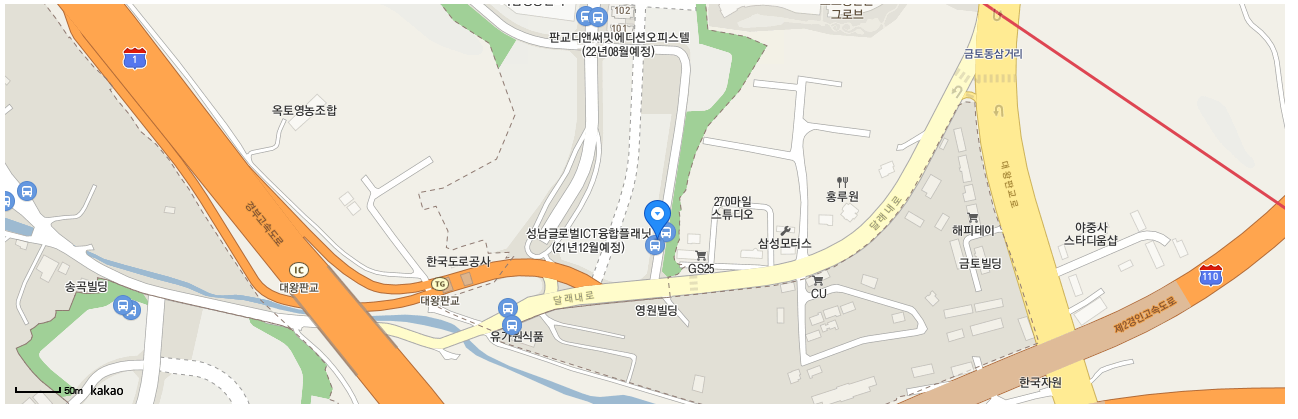 102
101
그로브
판교디앤써밋에디션오피스텔
(22년08월예정)
금토동삼거리
1
옥토영농조합
대왕판교로
홍루원
270마일
스튜디오
달래내로
경부고속도로
해피데이
야중사
스타디움샵
성남글로벌ICT융합플래닛
(21년12월예정)
삼성모터스
한국도로공사
GS25
금토빌딩
IC
대왕판교
TG
대왕판교
110
송곡빌딩
CU
달래내로
영원빌딩
제2경인고속도로
유가원식품
한국자원
50m
kakao